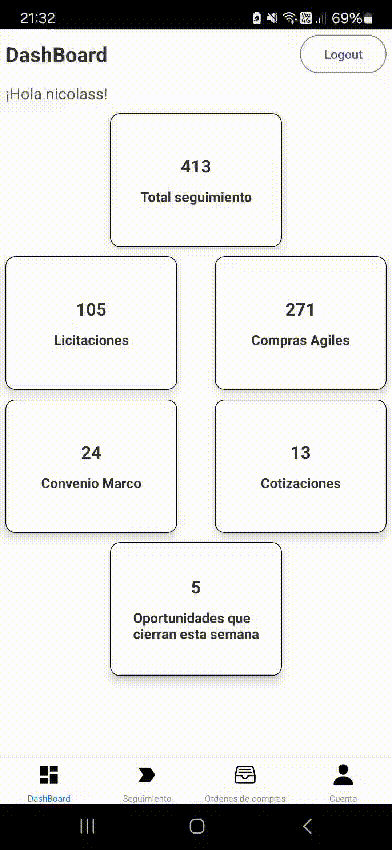 21:32
69%
DashBoard
Logout
¡Hola nicolass!
413
Total seguimiento
105
Licitaciones
271
Compras Agiles
24
Convenio Marco
13
Cotizaciones
5
Oportunidades que
cierran esta semana
DashBoard
Seguimiento
Ordenes de compras
Cuenta